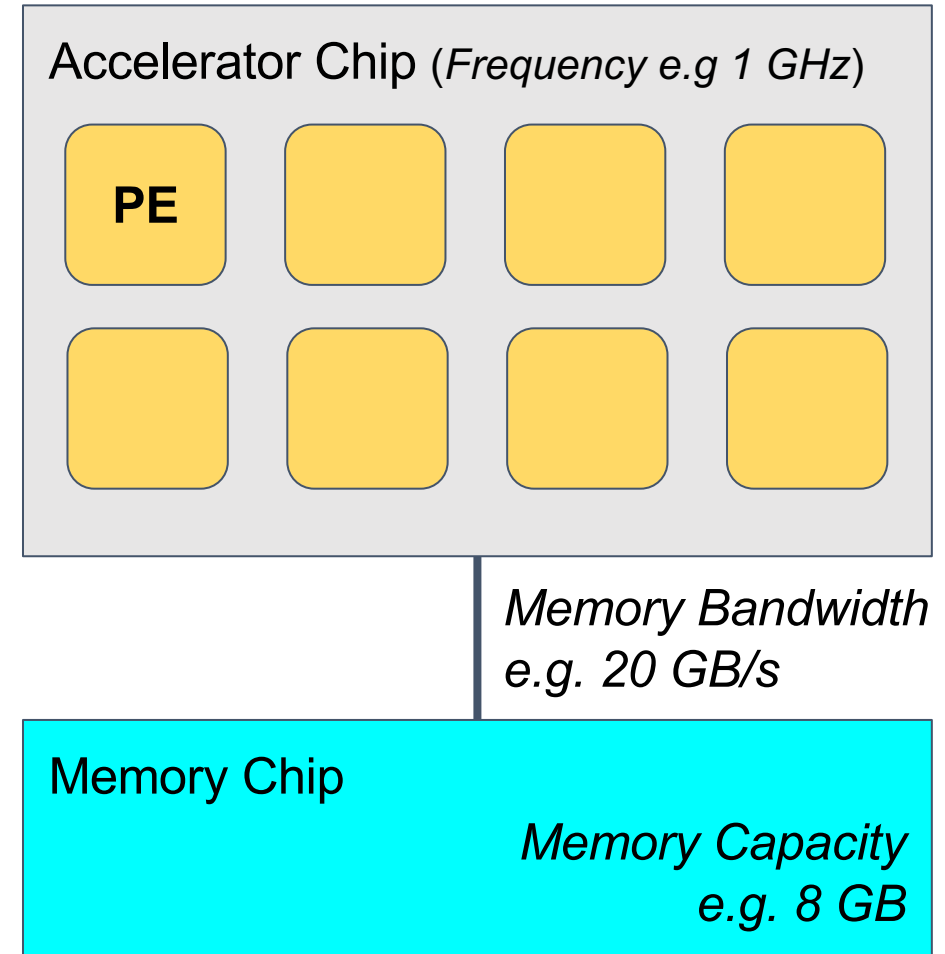 Accelerator Chip (Frequency e.g 1 GHz)
PE
Memory Bandwidth
e.g. 20 GB/s
Memory Chip
Memory Capacity
e.g. 8 GB